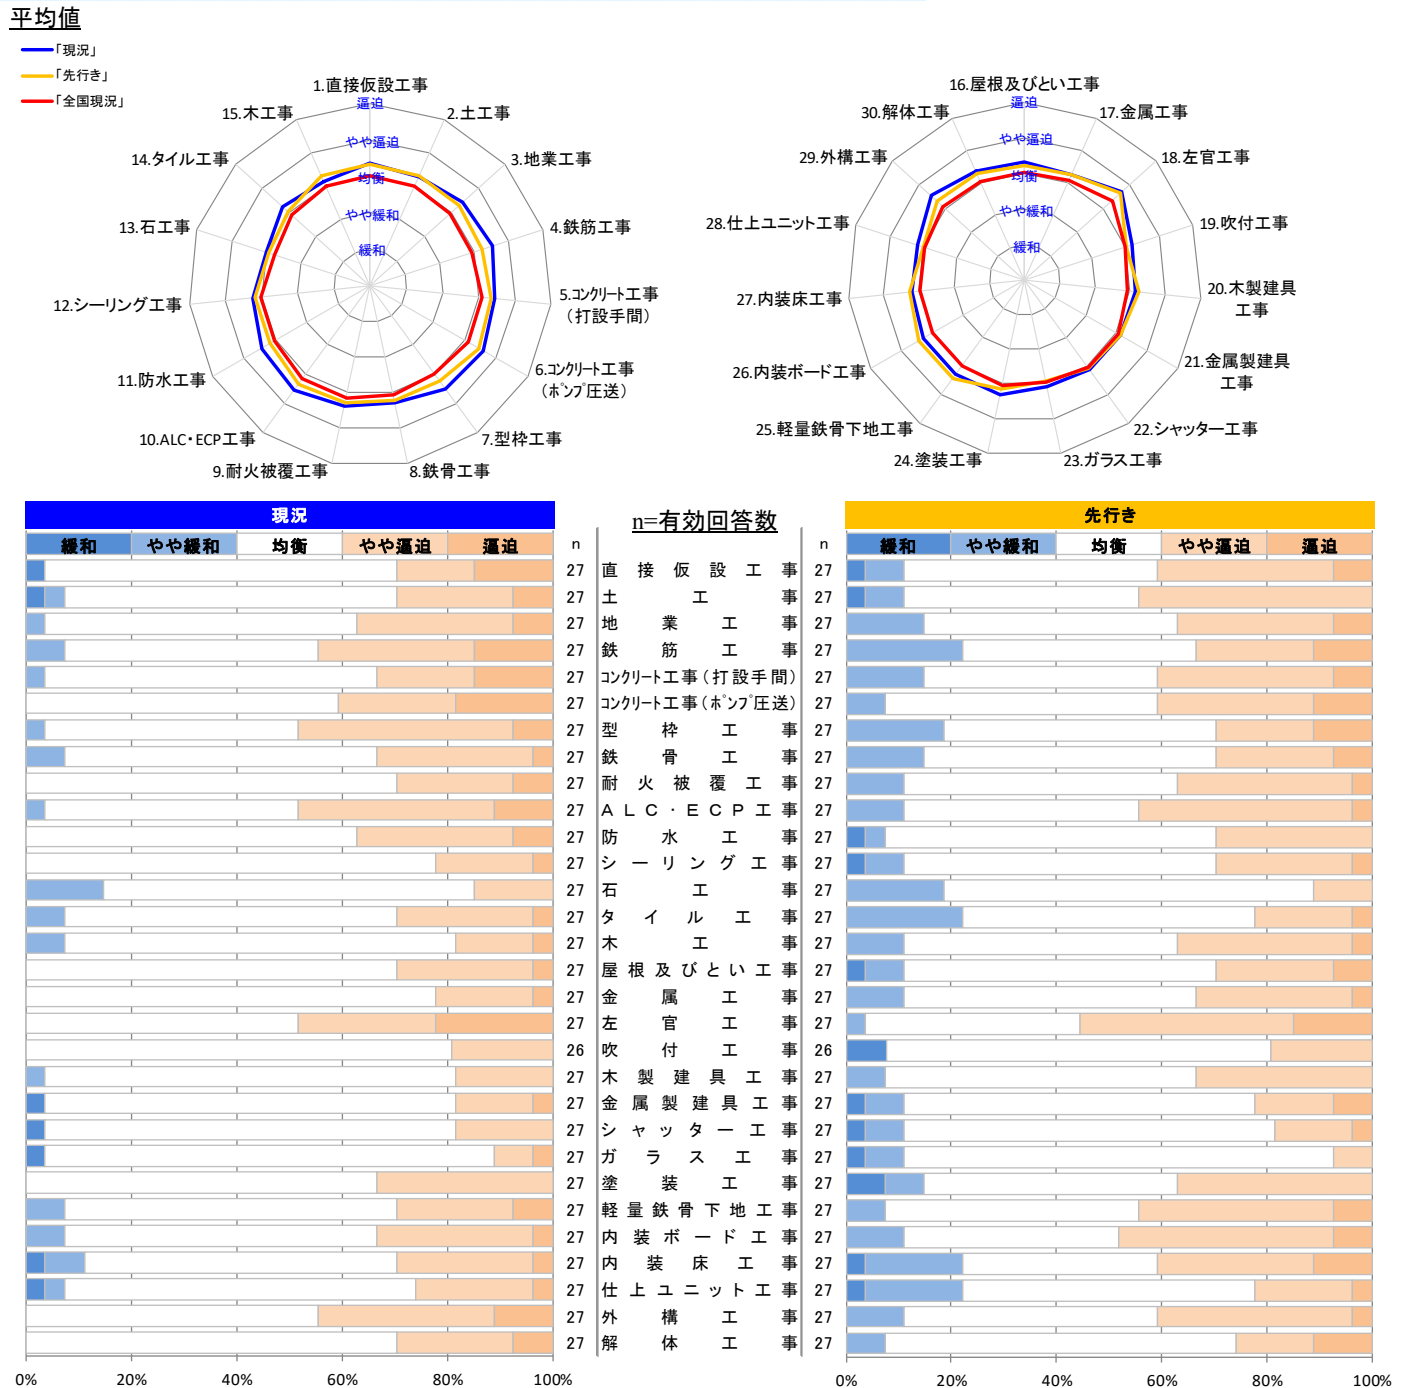 平均値
「現況」
「先行き」
「全国現況」
1.直接仮設工事
2.土工事
3.地業工事
4.鉄筋工事
5.コンクリート工事
(打設手間)
6.コンクリート工事
(ポンプ圧送)
7.型枠工事
8.鉄骨工事
9.耐火被覆工事
10.ALC・ECP工事
11.防水工事
12.シーリング工事
13.石工事
14.タイル工事
15.木工事
逼迫
やや逼迫
均衡
やや緩和
緩和
16.屋根及びとい工事
17.金属工事
18.左官工事
19.吹付工事
20.木製建具
工事
21.金属製建具
工事
22.シャッター工事
23.ガラス工事
24.塗装工事
25.軽量鉄骨下地工事
26.内装ボード工事
27.内装床工事
28.仕上ユニット工事
29.外構工事
30.解体工事
逼迫
やや逼迫
均衡
やや緩和
緩和
現況
n=有効回答数
先行き
緩和 やや緩和 均衡 やや逼迫 逼迫 n n 緩和 やや緩和 均衡 やや逼迫 逼迫
27 直接仮設工事 27
27 土工事 27
27 地業工事 27
27 鉄筋工事 27
27 コンクリート工事(打設手間) 27
27 コンクリート工事(ポンプ圧送) 27
27 型枠工事 27
27 鉄骨工事 27
27 耐火被覆工事 27
27 ALC・ECP工事 27
27 防水工事 27
27 シーリング工事 27
27 石工事 27
27 タイル工事 27
27 木工事 27
27 屋根及びとい工事 27
27 金属工事 27
27 左官工事 27
26 吹付工事 26
27 木製建具工事 27
27 金属製建具工事 27
27 シャッター工事 27
27 ガラス工事 27
27 塗装工事 27
27 軽量鉄骨下地工事 27
27 内装ボード工事 27
27 内装床工事 27
27 仕上ユニット工事 27
27 外構工事 27
27 解体工事 27
0% 20% 40% 60% 80% 100% 0% 20% 40% 60% 80% 100%